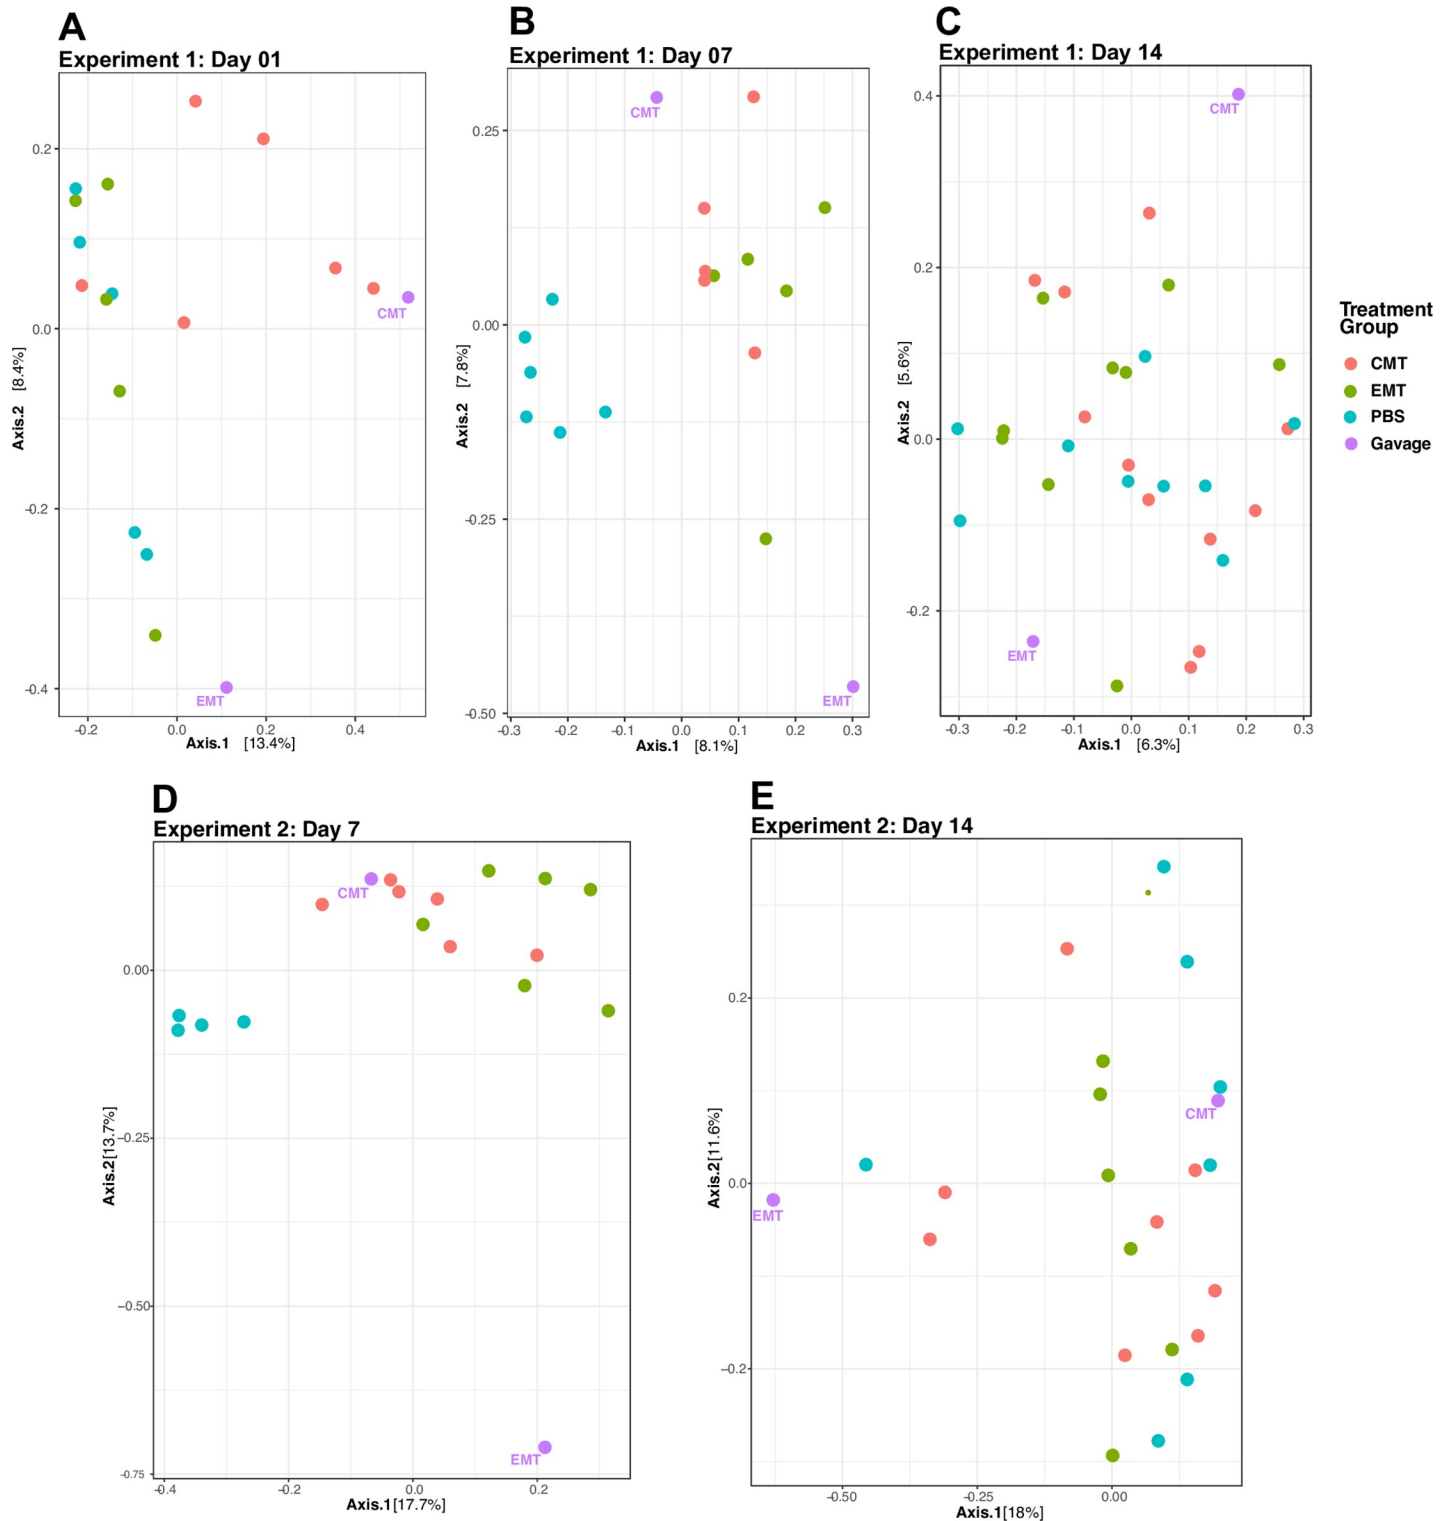 A
Experiment 1: Day 01
0.2
0.0
-0.2
-0.4
Axis.2 [8.4%]
CMT
EMT
-0.2 0.0 0.2 0.4
Axis.1 [13.4%]
B
Experiment 1: Day 07
0.25
0.00
-0.25
-0.50
Axis.2 [7.8%]
CMT
EMT
-0.3 -0.2 -0.1 0.0 0.1 0.2 0.3
Axis.1 [8.1%]
C
Experiment 1: Day 14
0.4
0.2
0.0
-0.2
Axis.2 [5.6%]
CMT
EMT
-0.3 -0.2 -0.1 0.0 0.1 0.2 0.3
Axis.1 [6.3%]
Treatment
Group
CMT
EMT
PBS
Gavage
D
Experiment 2: Day 7
0.00
-0.25
-0.50
-0.75
Axis.2[13.7%]
CMT
EMT
-0.4 -0.2 0.0 0.2
Axis.1[17.7%]
E
Experiment 2: Day 14
0.2
0.0
-0.2
Axis.2[11.6%]
CMT
EMT
-0.50 -0.25 0.00
Axis.1[18%]